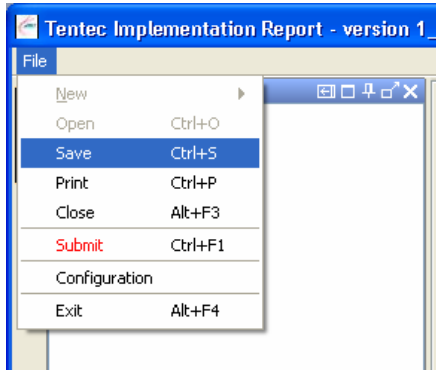 Tentec Implementation Report - version 1_
File
New
Open Ctrl+O
Save Ctrl+S
Print Ctrl+P
Close Alt+F3
Submit Ctrl+F1
Configuration
Exit Alt+F4